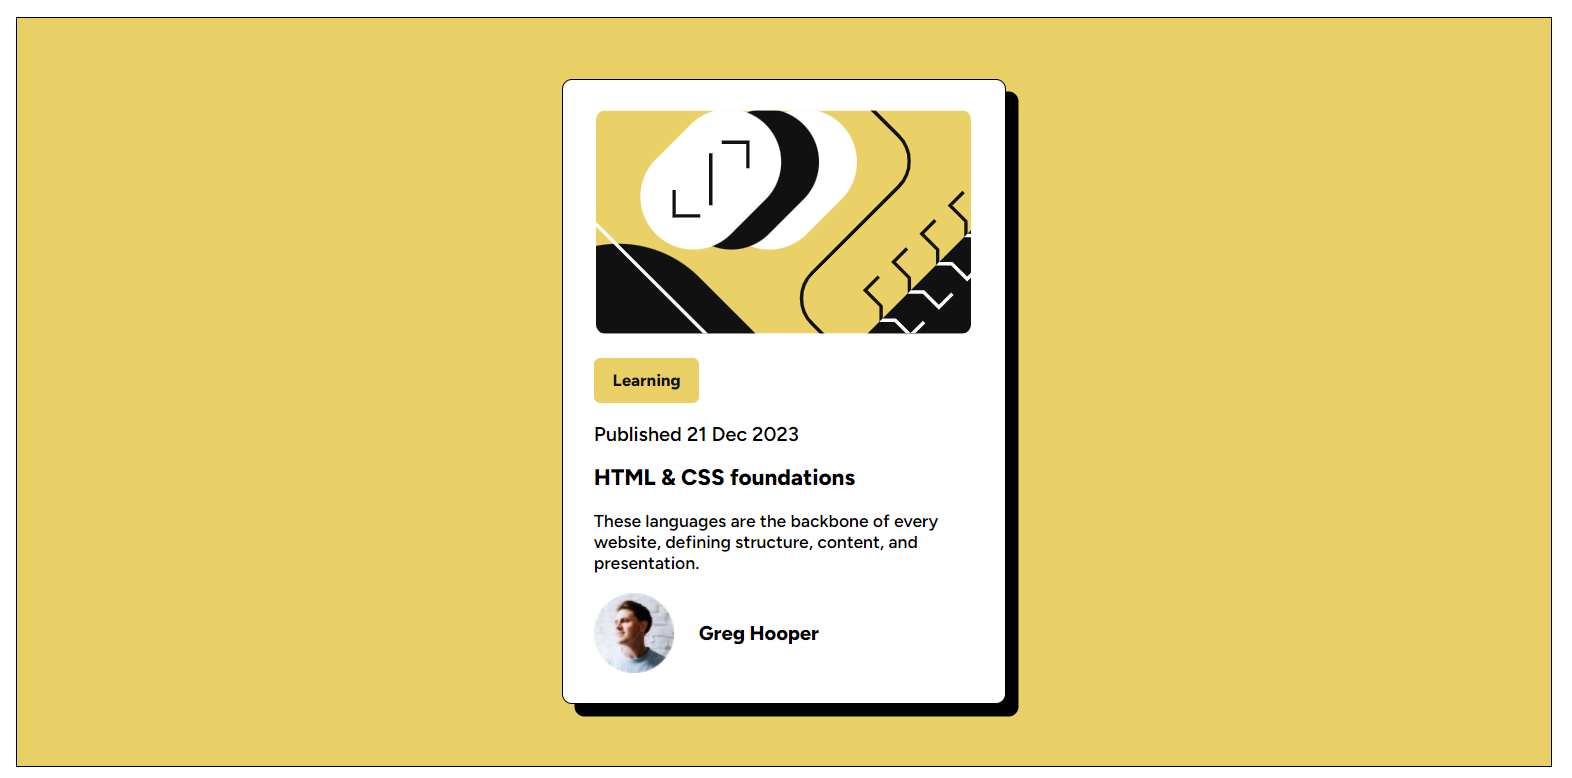 Learning
Published 21 Dec 2023
HTML & CSS foundations
These languages are the backbone of every
website, defining structure, content, and
presentation.
Greg Hooper